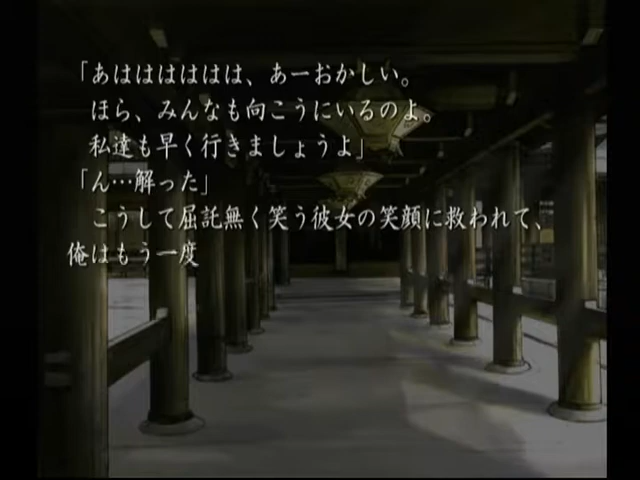 「あはははははは、あーおかしい。
ほら、みんなも向こうにいるのよ。
私達も早く行きましょうよ」
「ん…解った」
こうして屈託無く笑う彼女の笑顔に救われて、
俺はもう一度